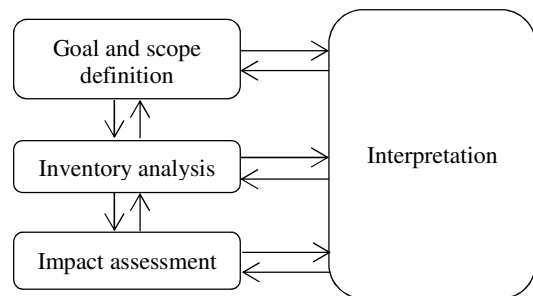 Goal and scope
definition
Inventory analysis
Interpretation
Impact assessment